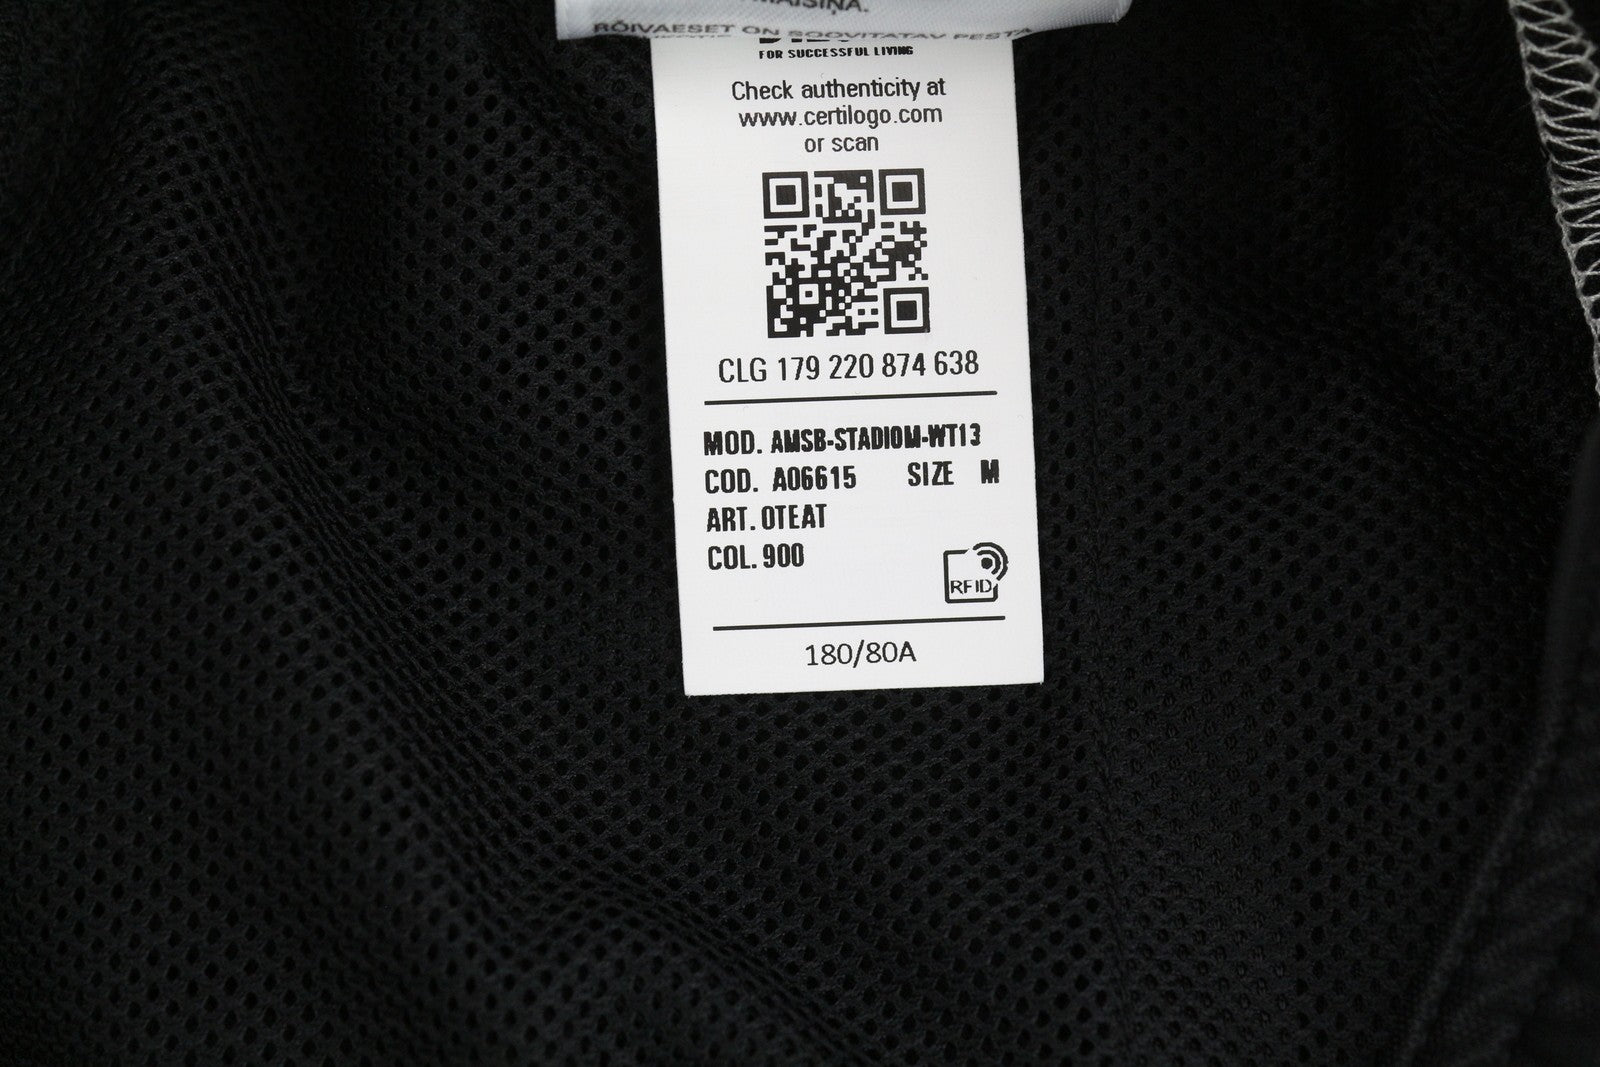 RÕIVAESET ON SOOVITATAV PESTA
FOR SUCCESSFUL LIVING
Check authenticity at
www.certilogo.com
or scan
CLG 179 220 874 638
MOD. AMSB-STADIOM-WT13
COD. A06615 SIZE M
ART. OTEAT
COL. 900
RFID
180/80A